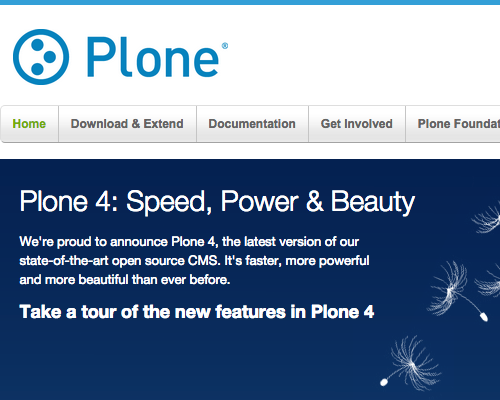 Plone®
Home Download & Extend Documentation Get Involved Plone Foundat
Plone 4: Speed, Power & Beauty
We're proud to announce Plone 4, the latest version of our
state-of-the-art open source CMS. It's faster, more powerful
and more beautiful than ever before.
Take a tour of the new features in Plone 4